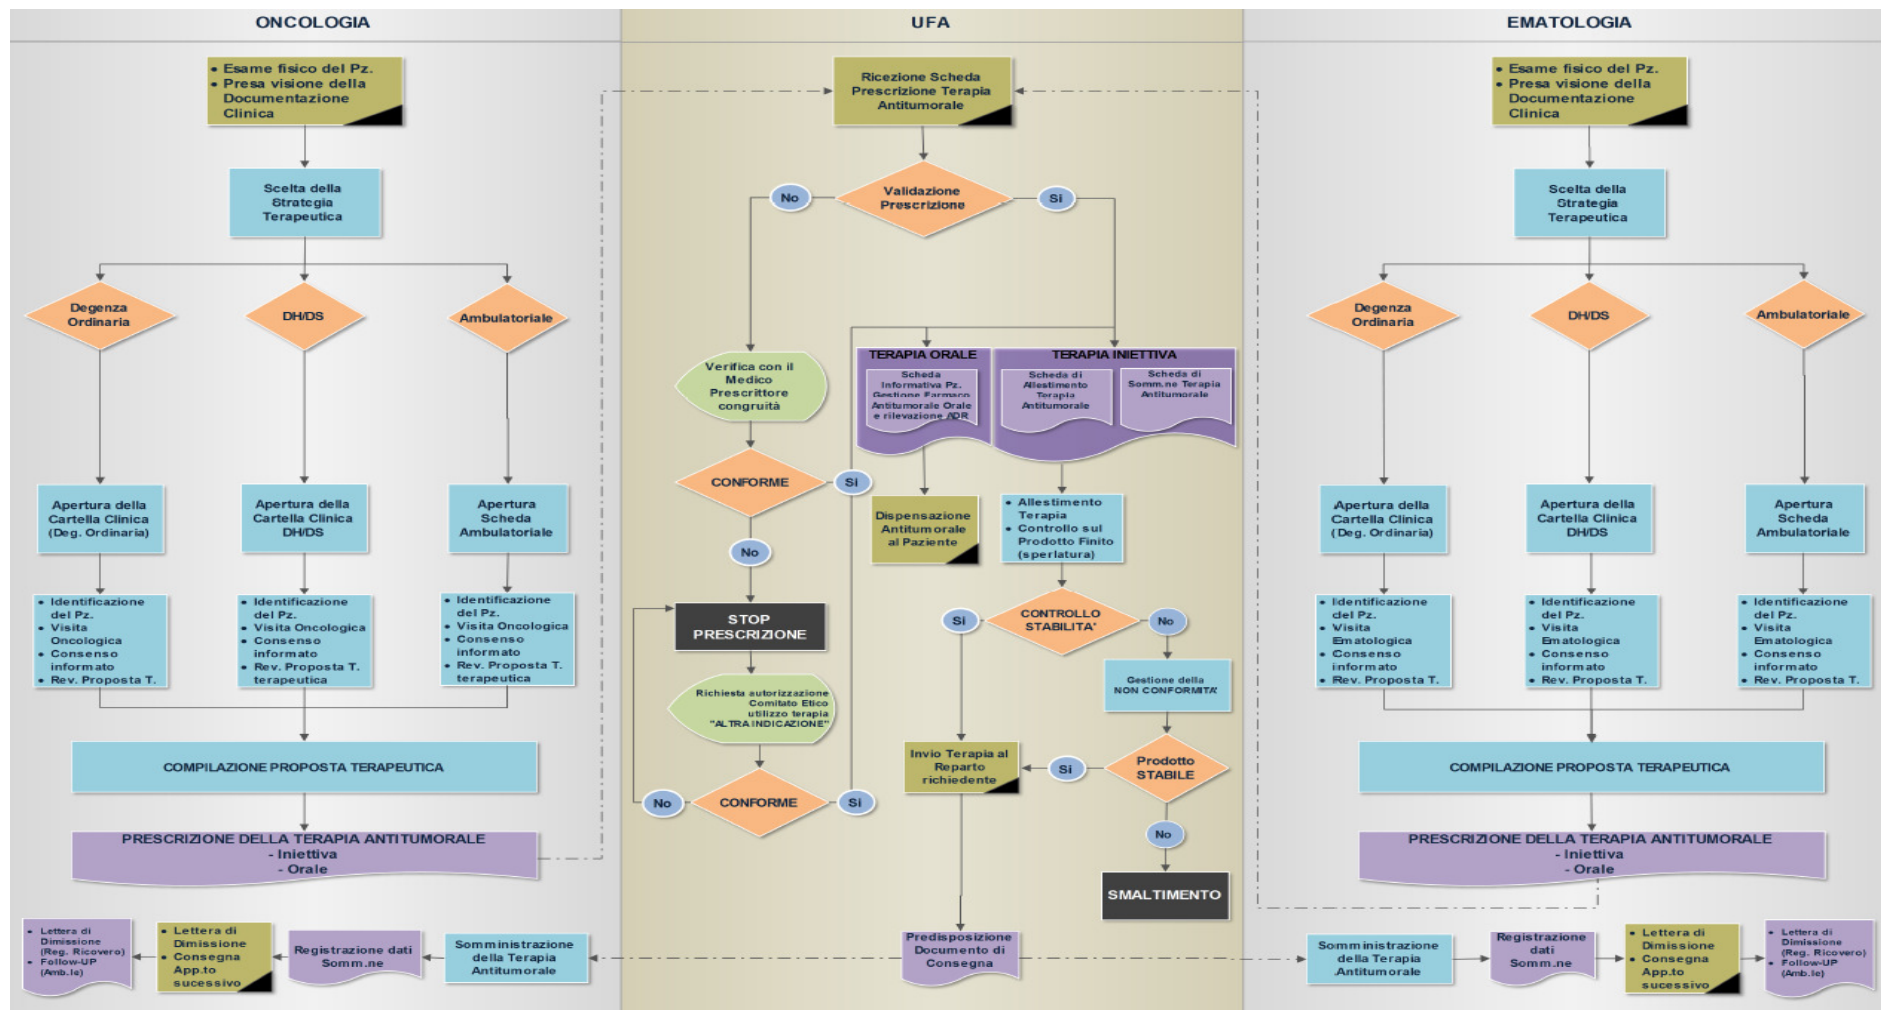 ONCOLOGIA
• Esame fisico del Pz.
• Presa visione della
Documentazione
Clinica
Scelta della
Strategia
Terapeutica
Degenza
Ordinaria
DH/DS
Ambulatoriale
Apertura della
Cartella Clinica
(Deg. Ordinaria)
Apertura della
Cartella Clinica
DH/DS
Apertura
Scheda
Ambulatoriale
• Identificazione
del Pz.
• Visita
Oncologica
• Consenso
informato
• Rev. Proposta T.
• Identificazione
del Pz.
• Visita Oncologica
• Consenso
informato
• Rev. Proposta T.
terapeutica
• Identificazione
del Pz.
• Visita Oncologica
• Consenso
informato
• Rev. Proposta T.
terapeutica
COMPILAZIONE PROPOSTA TERAPEUTICA
PRESCRIZIONE DELLA TERAPIA ANTITUMORALE
- Iniettiva
- Orale
• Lettera di
Dimissione
(Reg. Ricovero)
• Follow-UP
(Amb.le)
• Lettera di
Dimissione
• Consegna
App.to
sucessivo
Registrazione dati
Somm.ne
Somministrazione
della Terapia
Antitumorale
UFA
Ricezione Scheda
Prescrizione Terapia
Antitumorale
Validazione
Prescrizione
No
Si
Verifica con il
Medico
Prescrittore
congruità
TERAPIA ORALE
Scheda
Informativa Pz.
Gestione Farmaco
Antitumorale Orale
e rilevazione ADR
TERAPIA INIETTIVA
Scheda di
Allestimento
Terapia
Antitumorale
Scheda di
Somm.ne Terapia
Antitumorale
CONFORME
Si
No
Dispensazione
Antitumorale
al Paziente
• Allestimento
Terapia
• Controllo sul
Prodotto Finito
(sperlatura)
STOP
PRESCRIZIONE
Si
CONTROLLO
STABILITA'
No
Richiesta autorizzazione
Comitato Etico
utilizzo terapia
"ALTRA INDICAZIONE"
Gestione della
NON CONFORMITA'
Invio Terapia al
Reparto
richiedente
Si
Prodotto
STABILE
No
CONFORME
Si
No
SMALTIMENTO
Predisposizione
Documento di
Consegna
EMATOLOGIA
• Esame fisico del Pz.
• Presa visione della
Documentazione
Clinica
Scelta della
Strategia
Terapeutica
Degenza
Ordinaria
DH/DS
Ambulatoriale
Apertura della
Cartella Clinica
(Deg. Ordinaria)
Apertura della
Cartella Clinica
DH/DS
Apertura
Scheda
Ambulatoriale
• Identificazione
del Pz.
• Visita
Ematologica
• Consenso
informato
• Rev. Proposta T.
• Identificazione
del Pz.
• Visita
Ematologica
• Consenso
informato
• Rev. Proposta T.
• Identificazione
del Pz.
• Visita
Ematologica
• Consenso
informato
• Rev. Proposta T.
COMPILAZIONE PROPOSTA TERAPEUTICA
PRESCRIZIONE DELLA TERAPIA ANTITUMORALE
- Iniettiva
- Orale
Somministrazione
della Terapia
Antitumorale
Registrazione
dati
Somm.ne
• Lettera di
Dimissione
• Consegna
App.to
sucessivo
• Lettera di
Dimissione
(Reg. Ricovero)
• Follow-UP
(Amb.le)